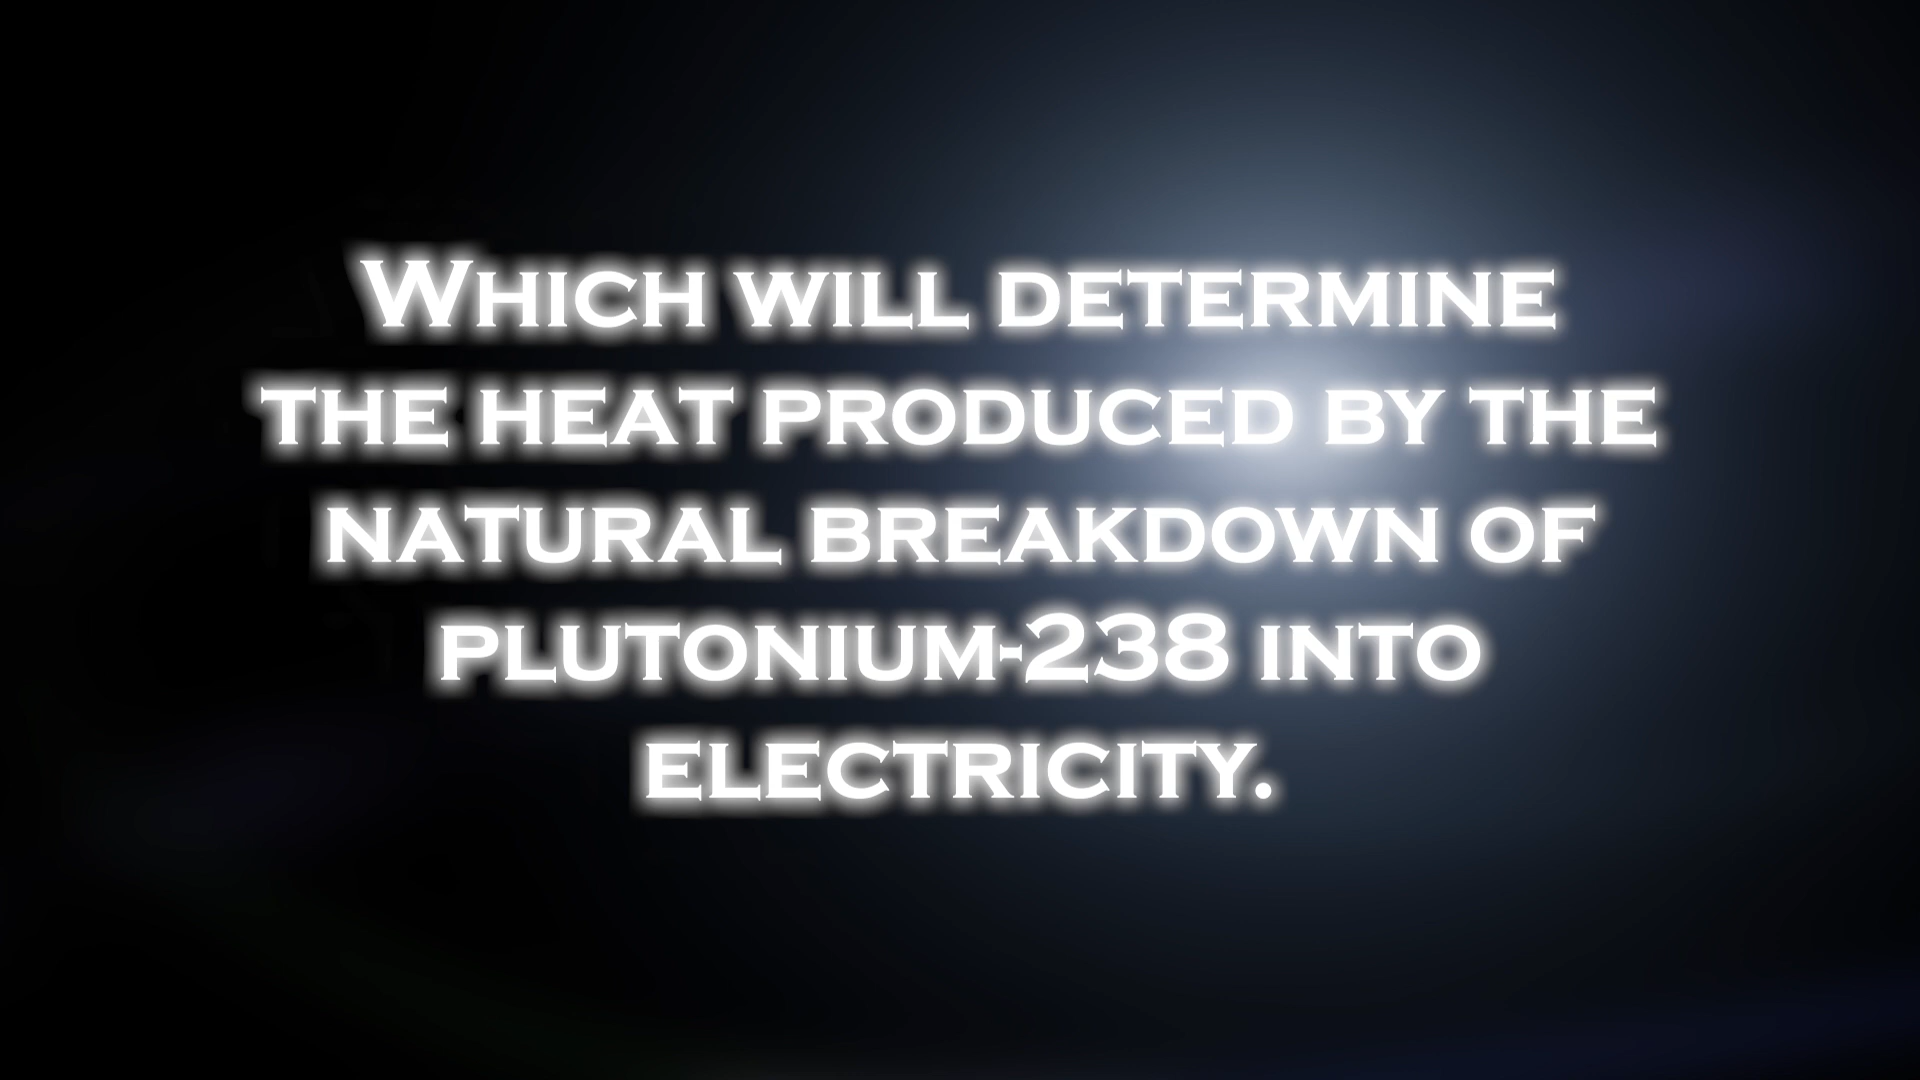 Which will determine
the heat produced by the
natural breakdown of
plutonium-238 into
electricity.